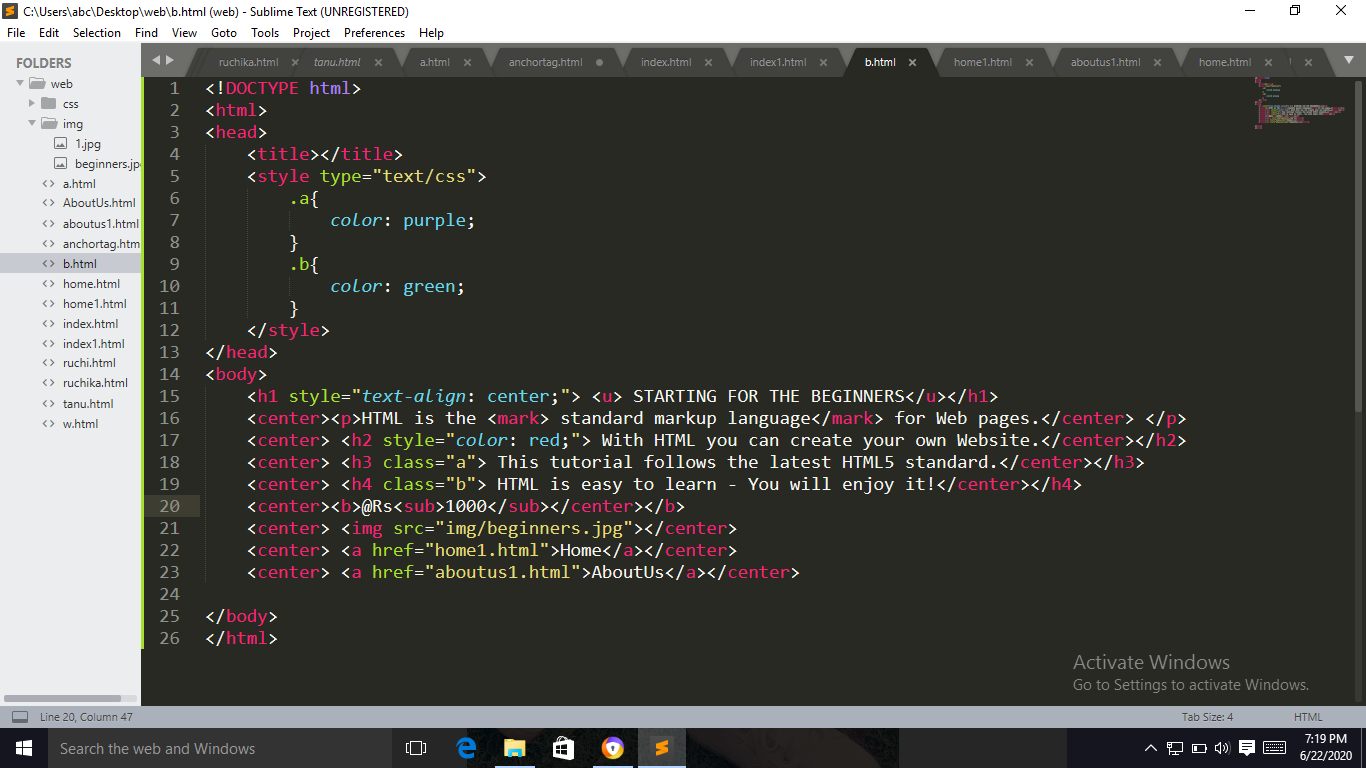 C:\Users\abc\Desktop\web\b.html (web) - Sublime Text (UNREGISTERED)
File Edit Selection Find View Goto Tools Project Preferences Help
FOLDERS
web
css
img
1.jpg
beginners.jp
a.html
AboutUs.html
aboutus1.html
anchortag.htm
b.html
home.html
home1.html
index.html
index1.html
ruchi.html
ruchika.html
tanu.html
w.html
ruchika.html tanu.html a.html anchortag.html index.html index1.html b.html home1.html aboutus1.html home.html
1 <!DOCTYPE html>
2 <html>
3 <head>
4 <title></title>
5 <style type="text/css">
6 .a{
7 color: purple;
8 }
9 .b{
10 color: green;
11 }
12 </style>
13 </head>
14 <body>
15 <h1 style="text-align: center;"> <u> STARTING FOR THE BEGINNERS</u></h1>
16 <center><p>HTML is the <mark> standard markup language</mark> for Web pages.</center> </p>
17 <center> <h2 style="color: red;"> With HTML you can create your own Website.</center></h2>
18 <center> <h3 class="a"> This tutorial follows the latest HTML5 standard.</center></h3>
19 <center> <h4 class="b"> HTML is easy to learn - You will enjoy it!</center></h4>
20 <center><b>@Rs<sub>1000</sub></center></b>
21 <center> <img src="img/beginners.jpg"></center>
22 <center> <a href="home1.html">Home</a></center>
23 <center> <a href="aboutus1.html">AboutUs</a></center>
24
25 </body>
26 </html>
Activate Windows
Go to Settings to activate Windows.
Line 20, Column 47 Tab Size: 4 HTML
Search the web and Windows
7:19 PM
6/22/2020